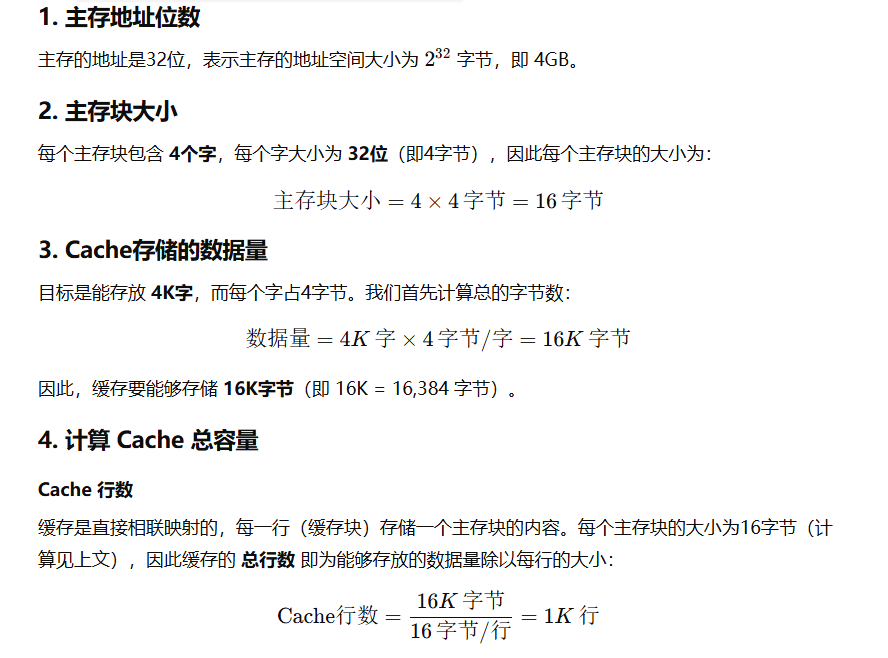 1. 主存地址位数
主存的地址是32位，表示主存的地址空间大小为 2^32 字节，即 4GB。
2. 主存块大小
每个主存块包含 4个字，每个字大小为 32位（即4字节），因此每个主存块的大小为：
主存块大小 = 4 × 4 字节 = 16 字节
3. Cache存储的数据量
目标是能存放 4K字，而每个字占4字节。我们首先计算总的字节数：
数据量 = 4K 字 × 4 字节/字 = 16K 字节
因此，缓存要能够存储 16K字节（即 16K = 16,384 字节）。
4. 计算 Cache 总容量
Cache 行数
缓存是直接相联映射的，每一行（缓存块）存储一个主存块的内容。每个主存块的大小为16字节（计
算见上文），因此缓存的 总行数 即为能够存放的数据量除以每行的大小：
Cache行数 = 16K 字节 / 16 字节/行 = 1K 行